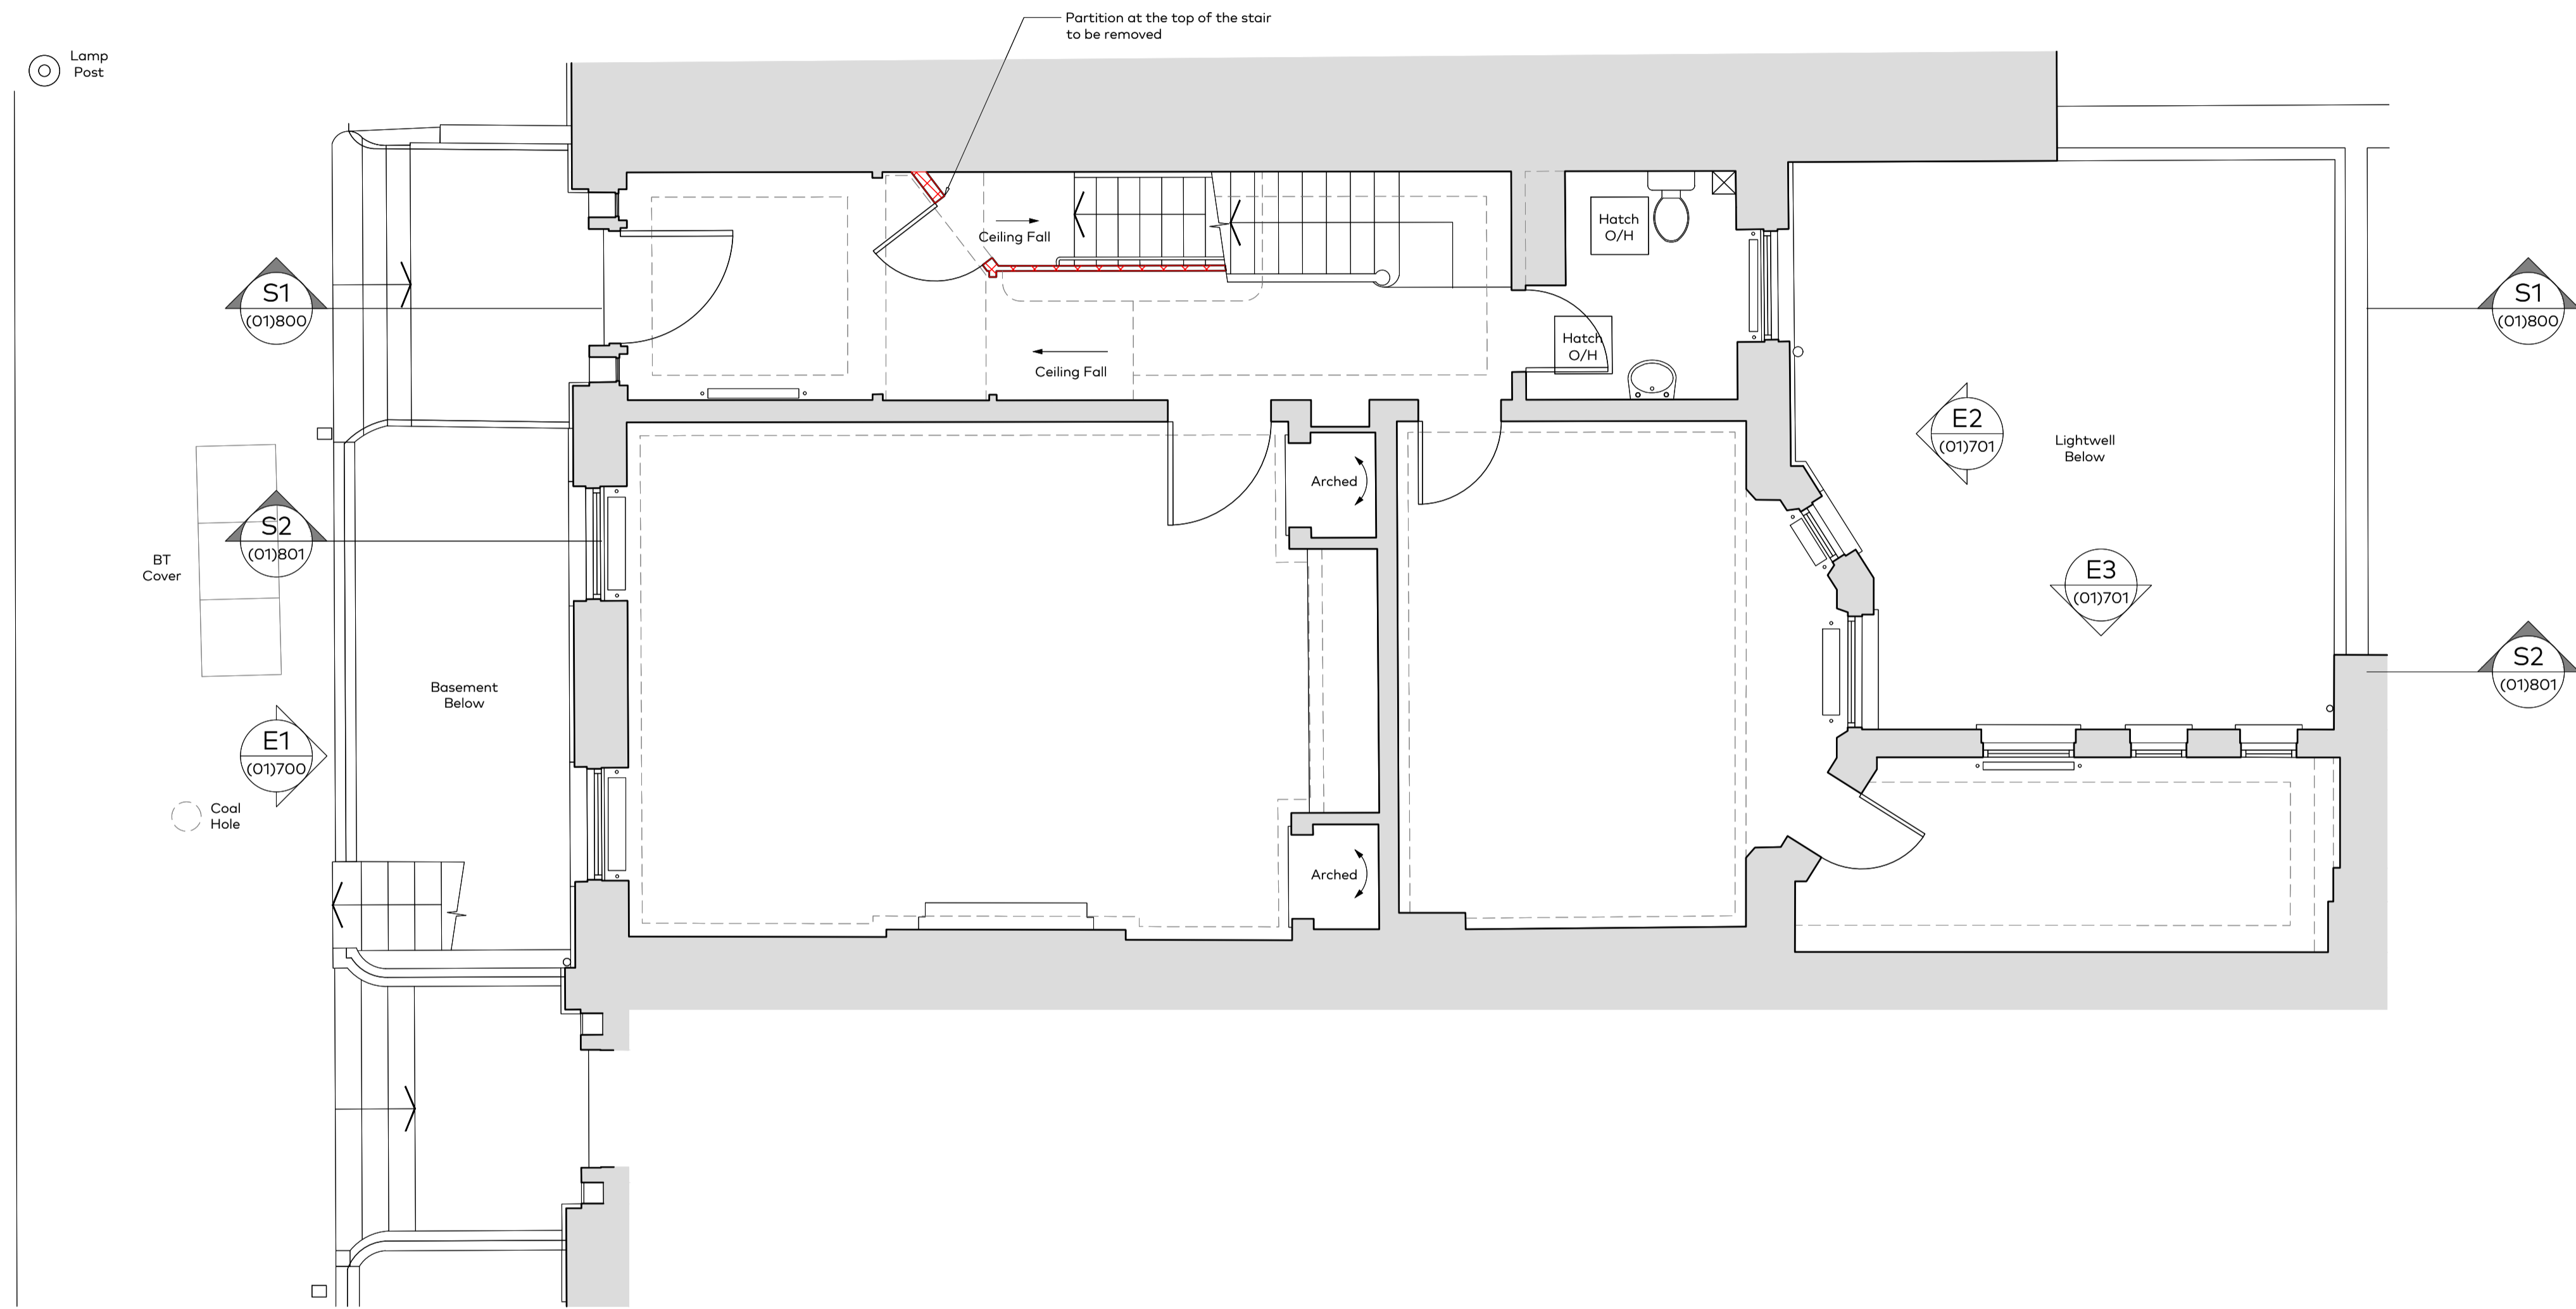 Partition at the top of the stair
to be removed
Lamp
Post
Hatch
O/H
Ceiling Fall
S1
(01)800
S1
(01)800
Hatch
O/H
Ceiling Fall
E2
(01)701
Lightwell
Below
Arched
S2
(01)801
BT
Cover
E3
(01)701
S2
(01)801
Basement
Below
E1
(01)700
Coal
Hole
Arched